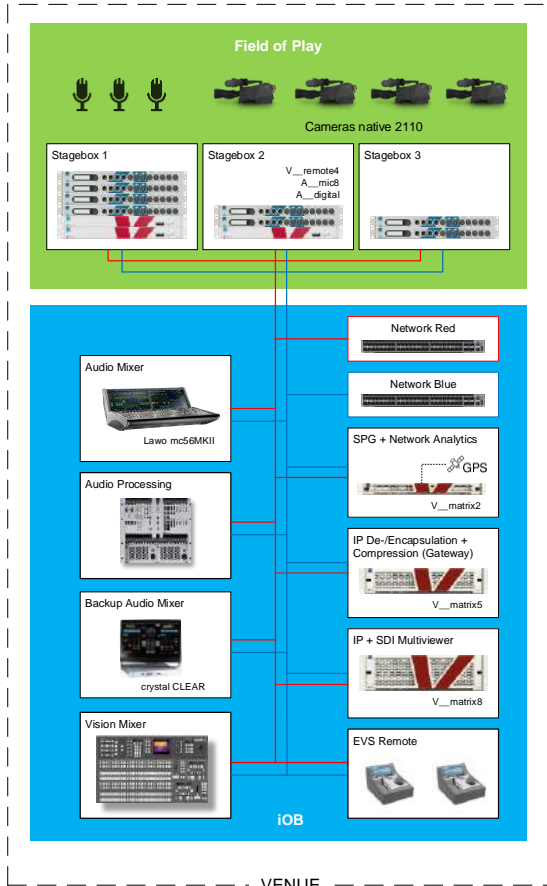 Field of Play
Cameras native 2110
Stagebox 1
Stagebox 2
V__remote4
A__mic8
A__digital
Stagebox 3
Network Red
Audio Mixer
Lawo mc56MKII
Network Blue
SPG + Network Analytics
GPS
V__matrix2
Audio Processing
IP De-/Encapsulation +
Compression (Gateway)
V__matrix5
Backup Audio Mixer
crystal CLEAR
IP + SDI Multiviewer
V__matrix8
Vision Mixer
EVS Remote
iOB
VENUE